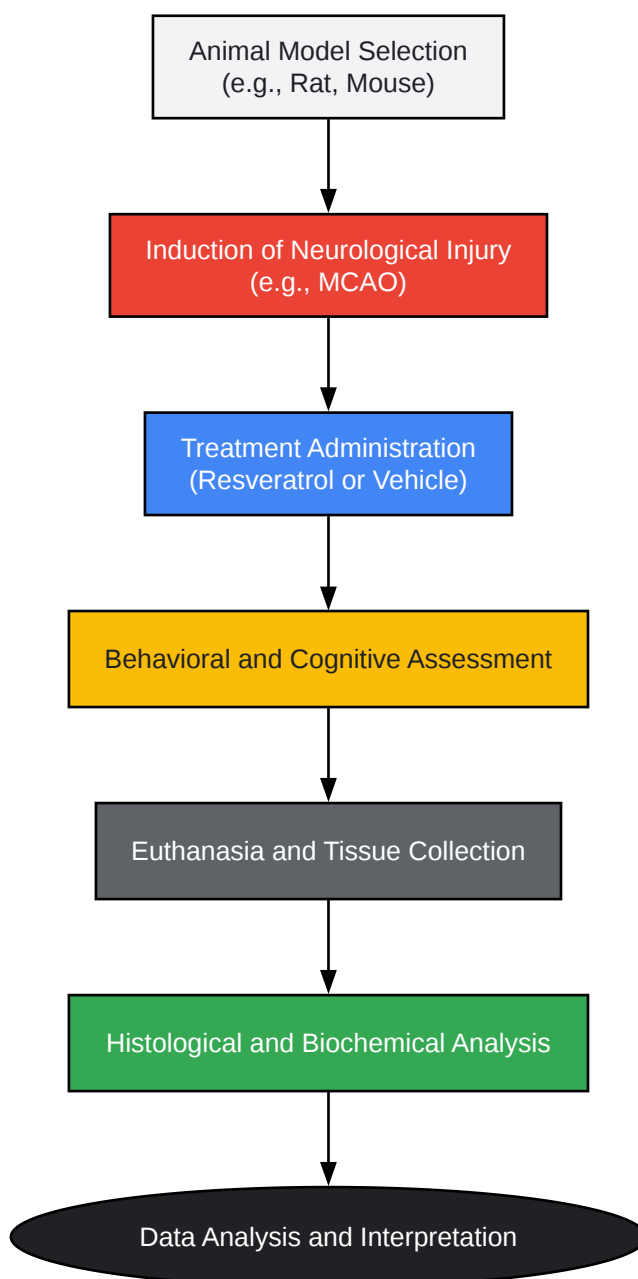 Animal Model Selection
(e.g., Rat, Mouse)
Induction of Neurological Injury
(e.g., MCAO)
Treatment Administration
(Resveratrol or Vehicle)
Behavioral and Cognitive Assessment
Euthanasia and Tissue Collection
Histological and Biochemical Analysis
Data Analysis and Interpretation